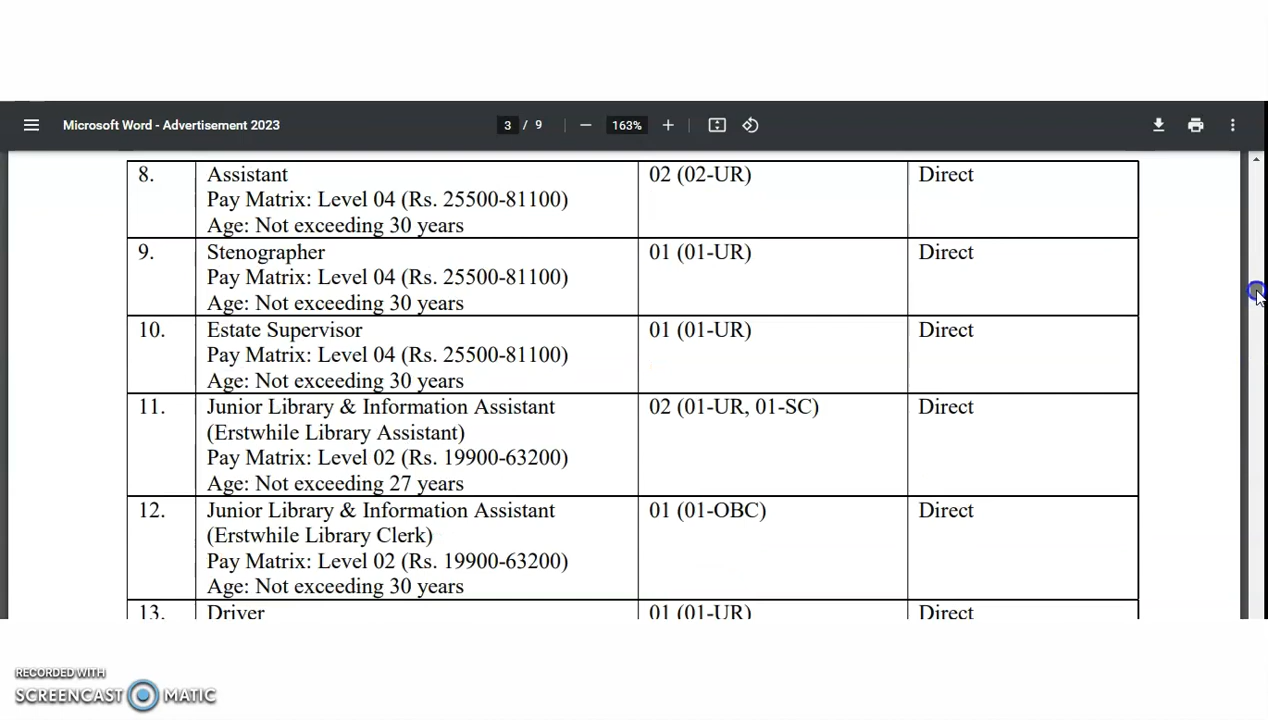 Microsoft Word - Advertisement 2023
3 / 9
163%
8. Assistant 02 (02-UR) Direct
Pay Matrix: Level 04 (Rs. 25500-81100)
Age: Not exceeding 30 years
9. Stenographer 01 (01-UR) Direct
Pay Matrix: Level 04 (Rs. 25500-81100)
Age: Not exceeding 30 years
10. Estate Supervisor 01 (01-UR) Direct
Pay Matrix: Level 04 (Rs. 25500-81100)
Age: Not exceeding 30 years
11. Junior Library & Information Assistant 02 (01-UR, 01-SC) Direct
(Erstwhile Library Assistant)
Pay Matrix: Level 02 (Rs. 19900-63200)
Age: Not exceeding 27 years
12. Junior Library & Information Assistant 01 (01-OBC) Direct
(Erstwhile Library Clerk)
Pay Matrix: Level 02 (Rs. 19900-63200)
Age: Not exceeding 30 years
13. Driver 01 (01-UR) Direct
RECORDED WITH
SCREENCAST MATIC